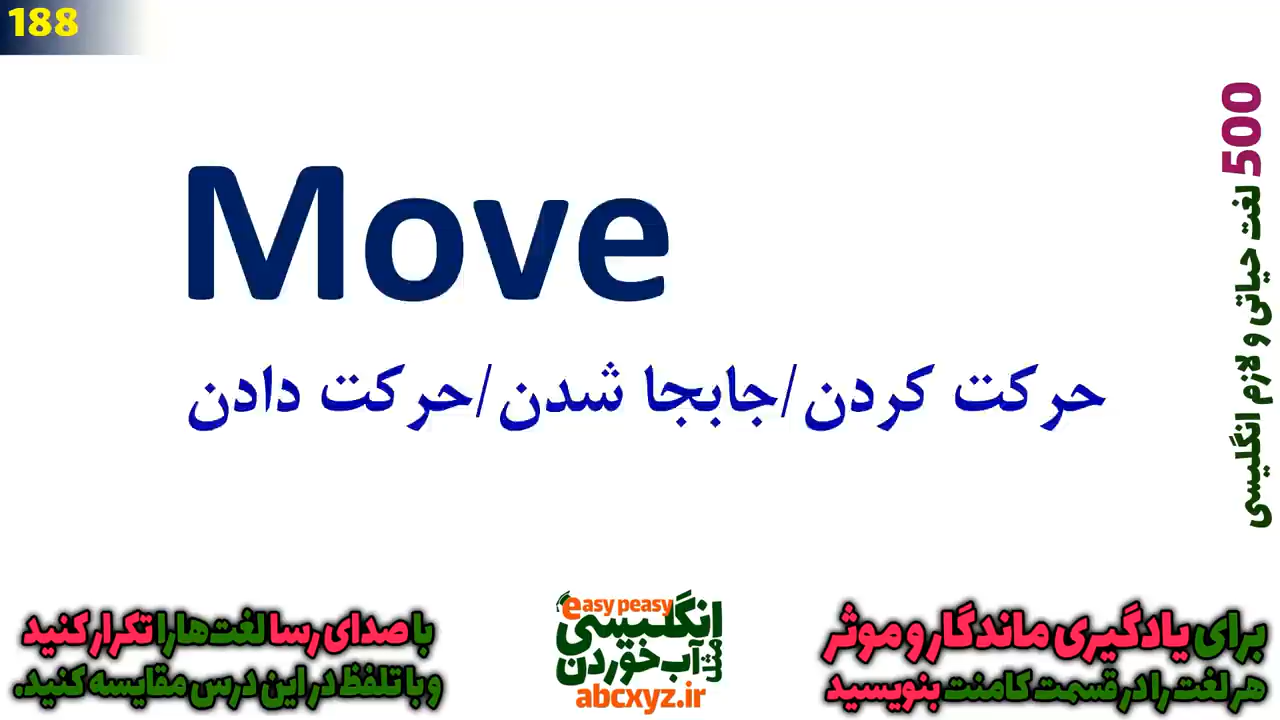 188
Move
حرکت کردن/جابجا شدن/حرکت دادن
500 لغت حیاتی و لازم انگلیسی
برای یادگیری ماندگار و موثر
هر لغت را در قسمت کامنت بنویسید
easy peasy
انگلیسی
مثل آب خوردن
abcxyz.ir
با صدای رسا لغت‌ها را تکرار کنید
و با تلفظ در این درس مقایسه کنید.